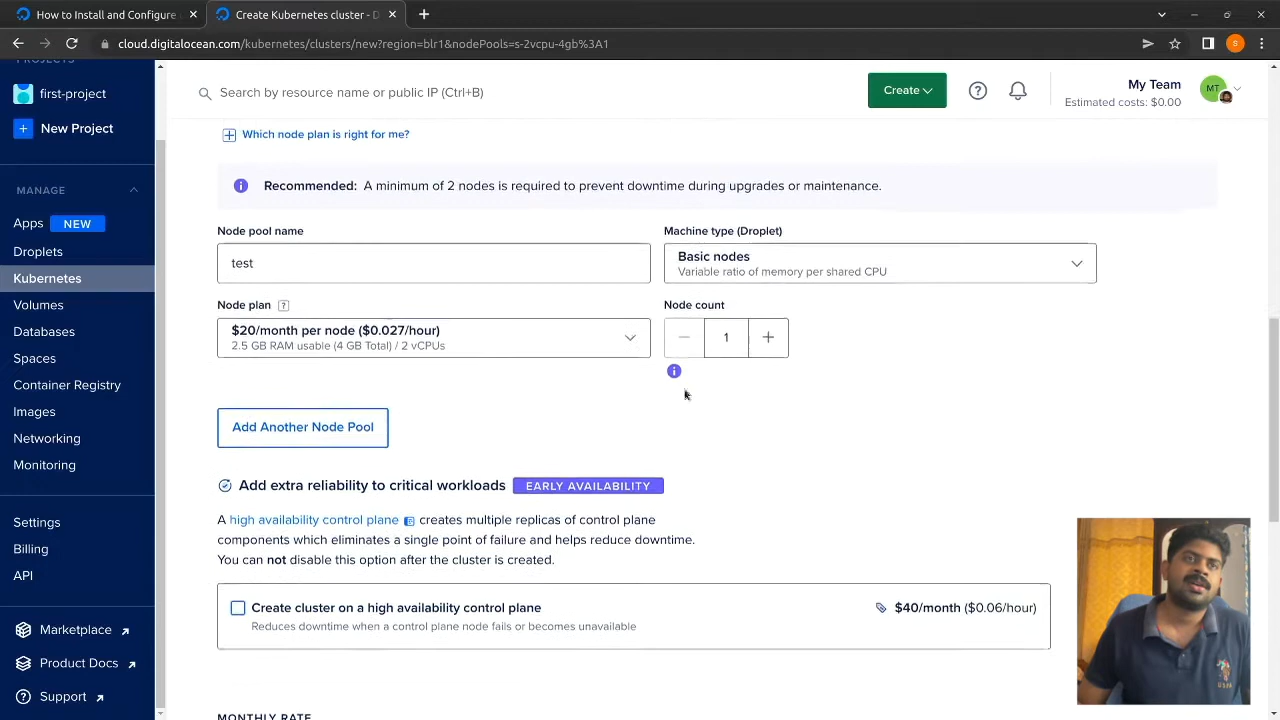 How to Install and Configure
Create Kubernetes cluster - D
cloud.digitalocean.com/kubernetes/clusters/new?region=blr1&nodePools=s-2vcpu-4gb%3A1
S
PROJECTS
first-project
New Project
MANAGE
Apps NEW
Droplets
Kubernetes
Volumes
Databases
Spaces
Container Registry
Images
Networking
Monitoring
Settings
Billing
API
Marketplace
Product Docs
Support
Search by resource name or public IP (Ctrl+B)
Create
My Team
Estimated costs: $0.00
MT
Which node plan is right for me?
Recommended: A minimum of 2 nodes is required to prevent downtime during upgrades or maintenance.
Node pool name
test
Machine type (Droplet)
Basic nodes
Variable ratio of memory per shared CPU
Node plan ?
$20/month per node ($0.027/hour)
2.5 GB RAM usable (4 GB Total) / 2 vCPUs
Node count
1
Add Another Node Pool
Add extra reliability to critical workloads EARLY AVAILABILITY
A high availability control plane creates multiple replicas of control plane
components which eliminates a single point of failure and helps reduce downtime.
You can not disable this option after the cluster is created.
Create cluster on a high availability control plane
$40/month ($0.06/hour)
Reduces downtime when a control plane node fails or becomes unavailable
MONTHLY RATE